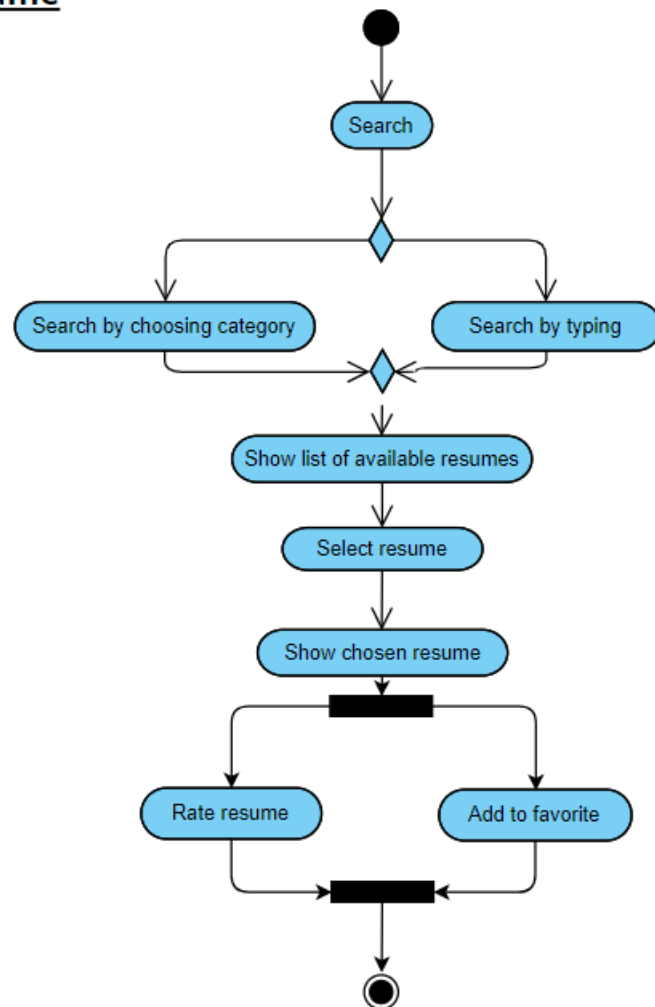 Search
Search by choosing category
Search by typing
Show list of available resumes
Select resume
Show chosen resume
Rate resume
Add to favorite